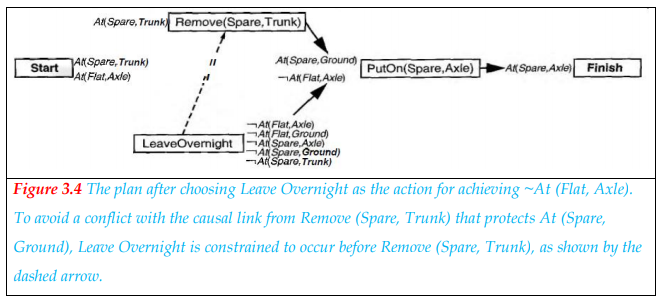 At(Spare,Trunk) Remove(Spare,Trunk)
Start
At(Spare,Trunk)
At(Flat,Axle)
At(Spare,Ground)
¬At(Flat,Axle)
PutOn(Spare,Axle)
At(Spare,Axle)
Finish
LeaveOvernight
¬At(Flat,Axle)
¬At(Flat,Ground)
¬At(Spare,Axle)
¬At(Spare,Ground)
¬At(Spare,Trunk)
Figure 3.4 The plan after choosing Leave Overnight as the action for achieving ~At (Flat, Axle).
To avoid a conflict with the causal link from Remove (Spare, Trunk) that protects At (Spare,
Ground), Leave Overnight is constrained to occur before Remove (Spare, Trunk), as shown by the
dashed arrow.